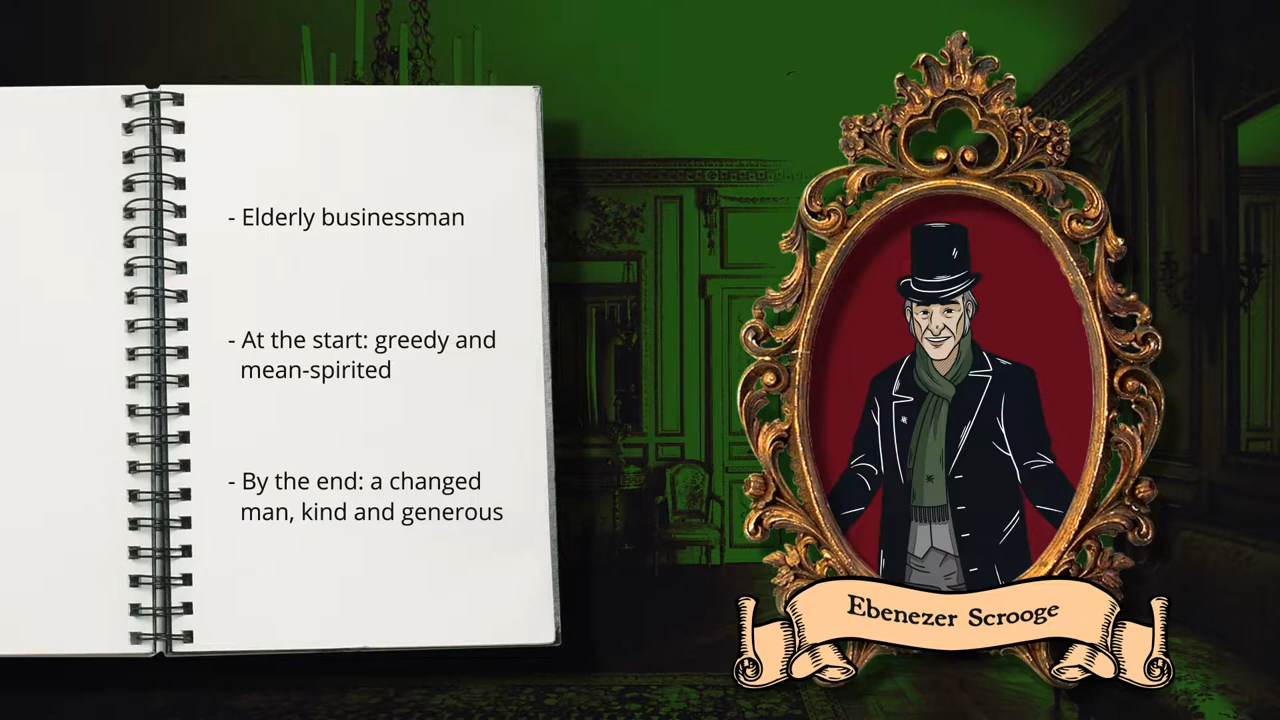 - Elderly businessman
- At the start: greedy and
mean-spirited
- By the end: a changed
man, kind and generous
Ebenezer Scrooge